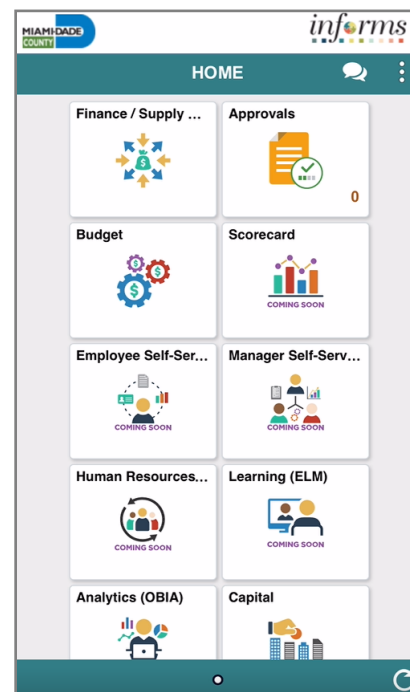 MIAMI-DADE
COUNTY
informs
HOME
Finance / Supply ...
Approvals
0
Budget
Scorecard
COMING SOON
Employee Self-Ser...
COMING SOON
Manager Self-Serv...
COMING SOON
Human Resources...
COMING SOON
Learning (ELM)
COMING SOON
Analytics (OBIA)
Capital